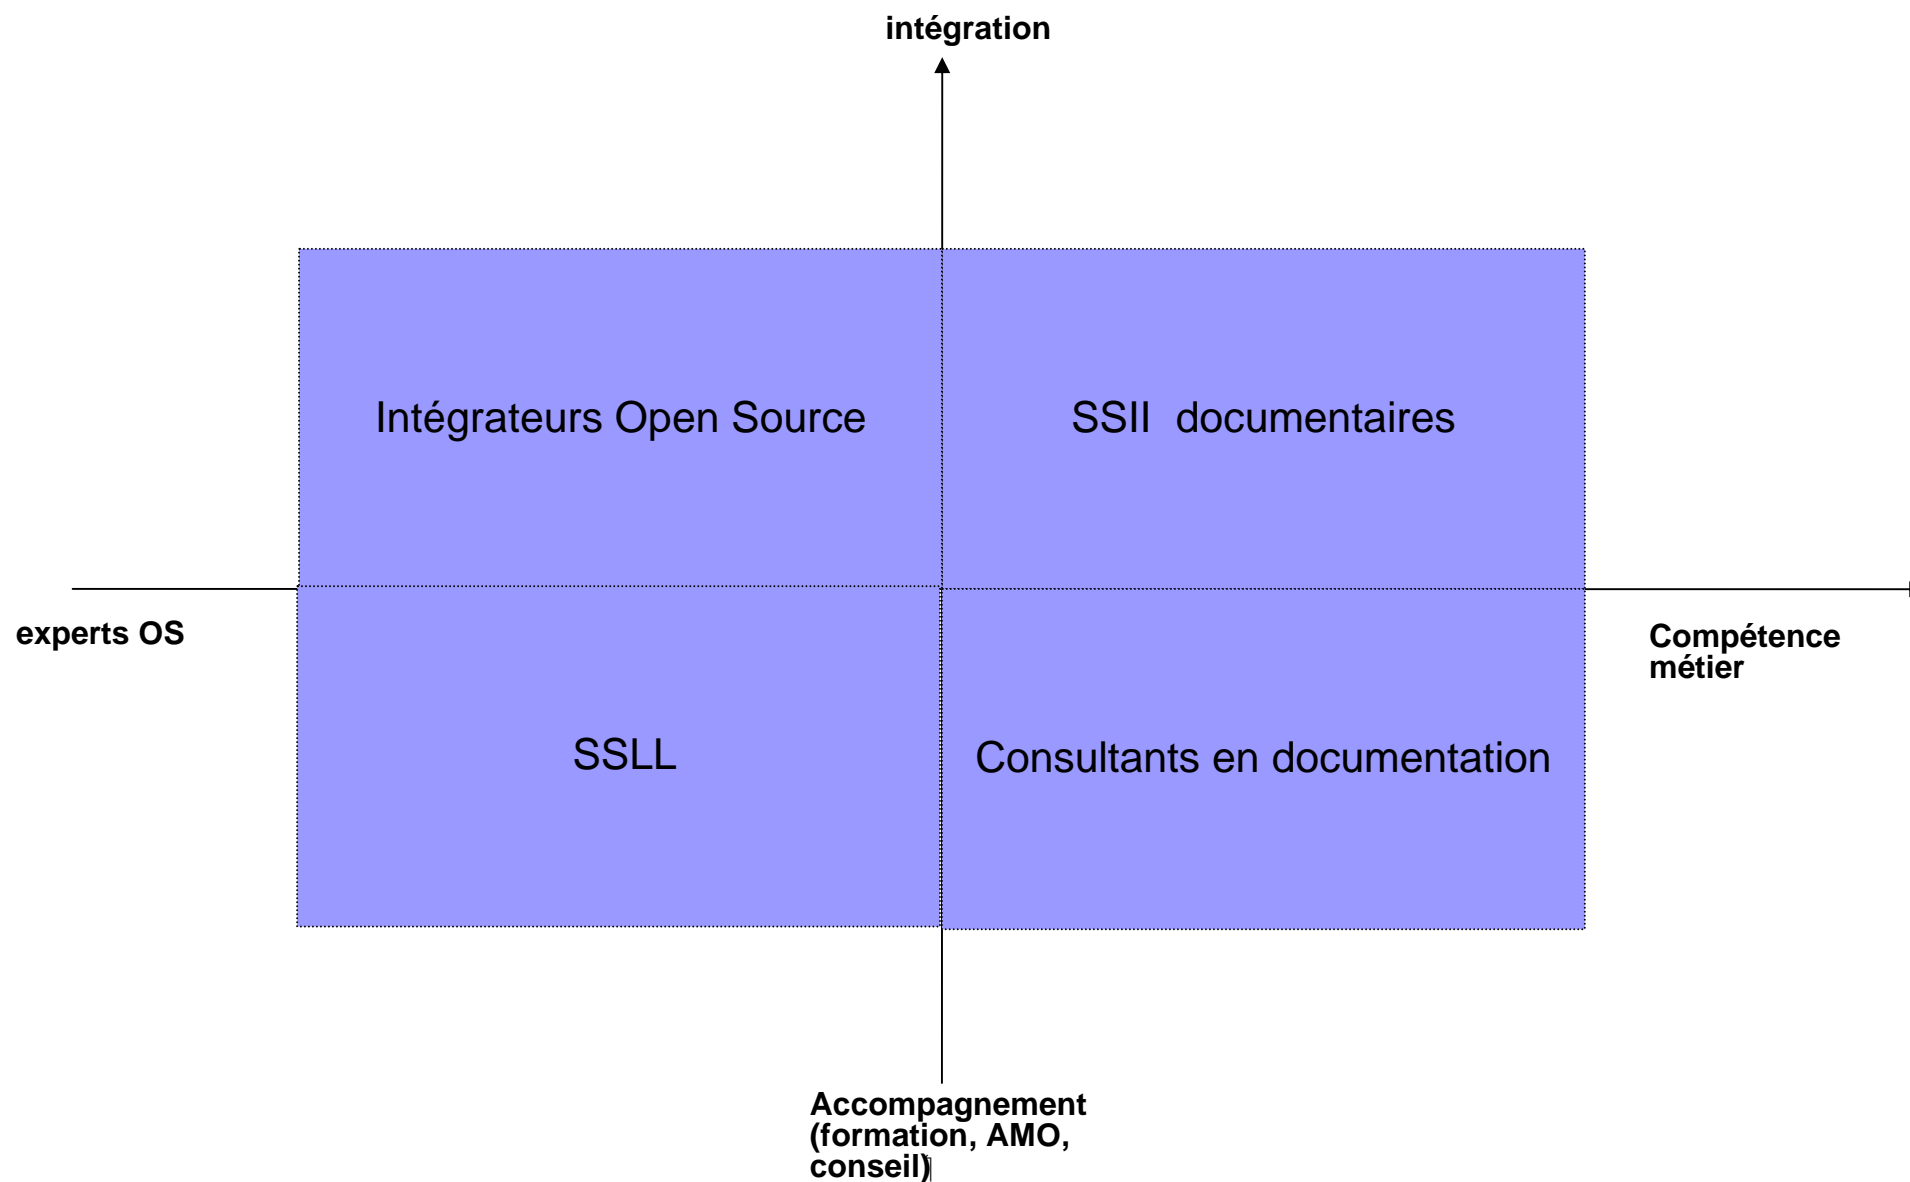 intégration
Intégrateurs Open Source
SSII  documentaires
experts OS
Compétence
métier
SSLL
Consultants en documentation
Accompagnement
(formation, AMO,
conseil)